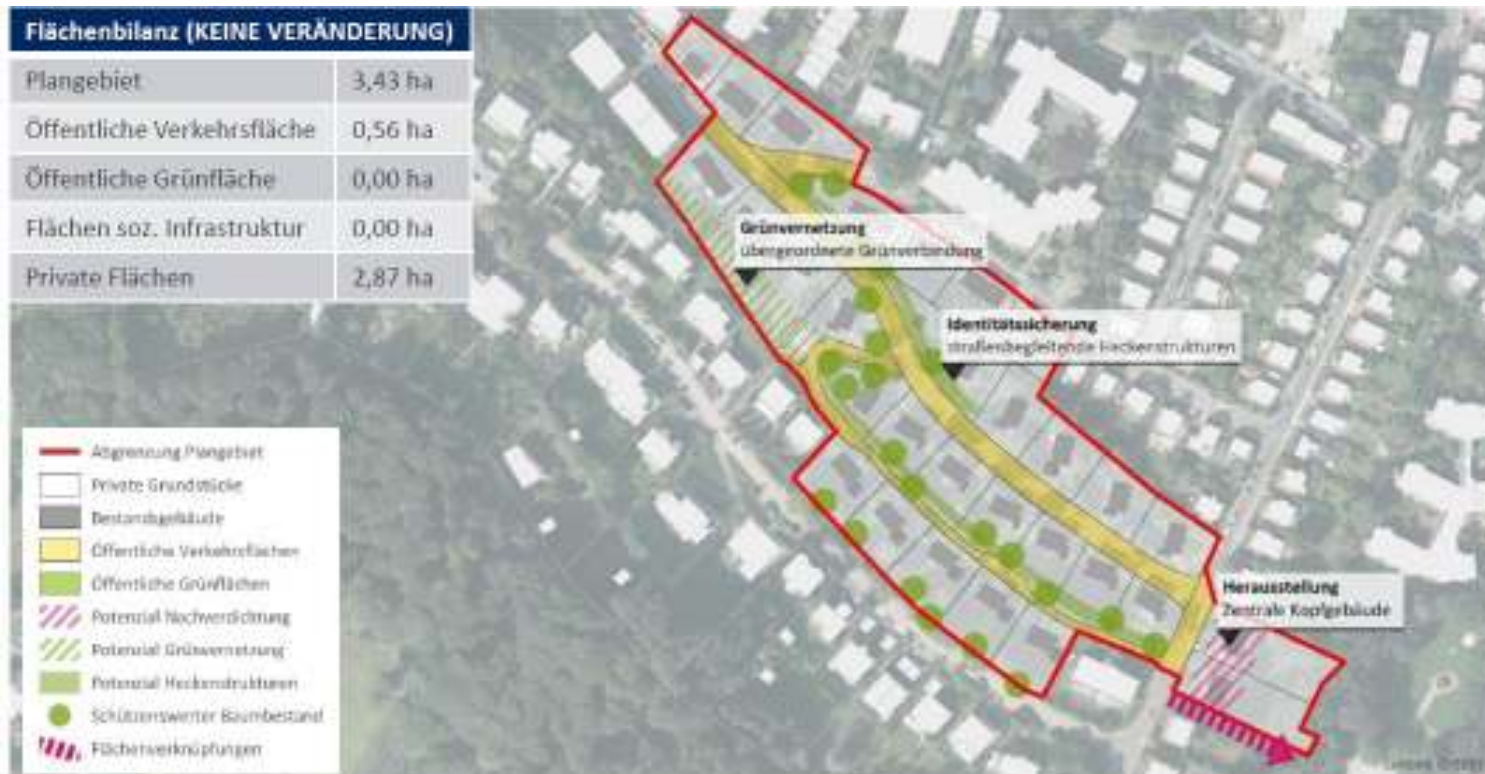 Flächenbilanz (KEINE VERÄNDERUNG)
Plangebiet 3,43 ha
Öffentliche Verkehrsfläche 0,56 ha
Öffentliche Grünfläche 0,00 ha
Flächen soz. Infrastruktur 0,00 ha
Private Flächen 2,87 ha
Grünvernetzung
übergeordnete Grünverbindung
Identitätssicherung
straßenbegleitende Heckenstrukturen
Herausstellung
Zentrale Kopfgebäude
Abgrenzung Plangebiet
Private Grundstücke
Bestandsgebäude
Öffentliche Verkehrsflächen
Öffentliche Grünflächen
Potenzial Nachverdichtung
Potenzial Grünvernetzung
Potenzial Heckenstrukturen
Schützenswerter Baumbestand
Flächenverknüpfungen